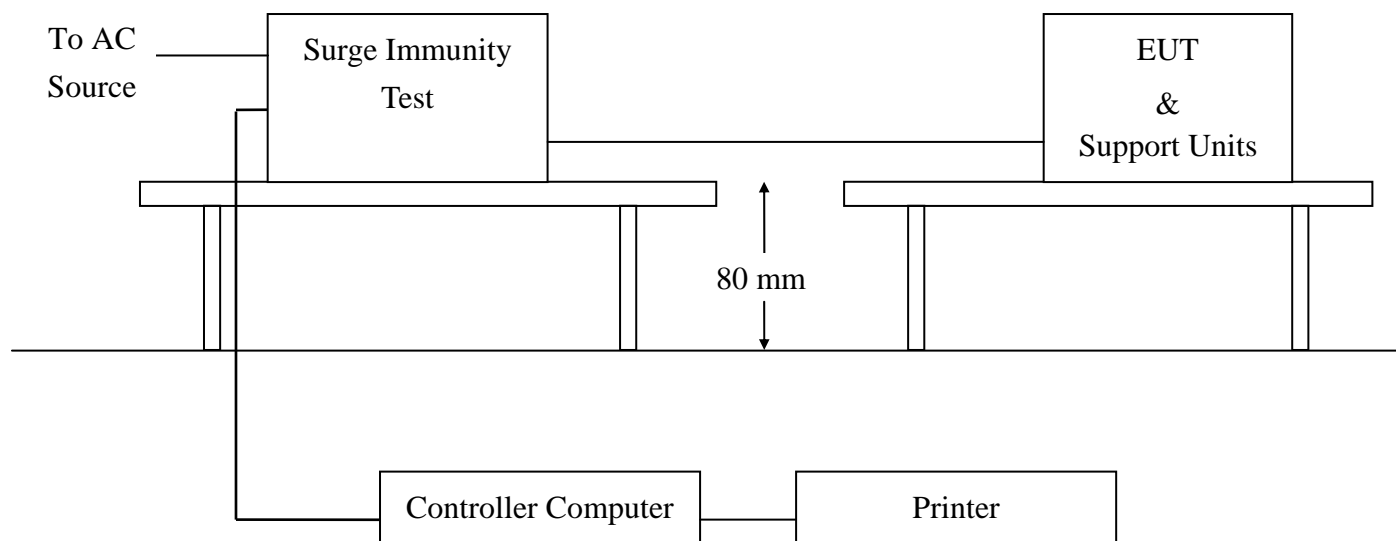 To AC
Source
Surge Immunity
Test
EUT
&
Support Units
80 mm
Controller Computer
Printer